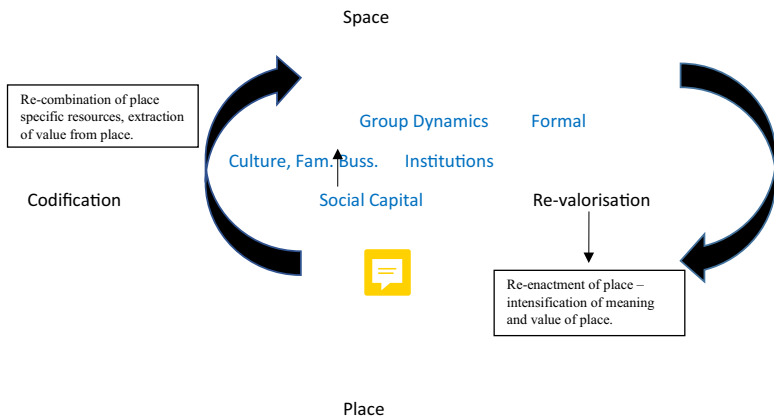 Space
Re-combination of place
specific resources, extraction
of value from place.
Group Dynamics Formal
Culture, Fam. Buss. Institutions
Codification
Social Capital
Re-valorisation
Re-enactment of place –
intensification of meaning
and value of place.
Place